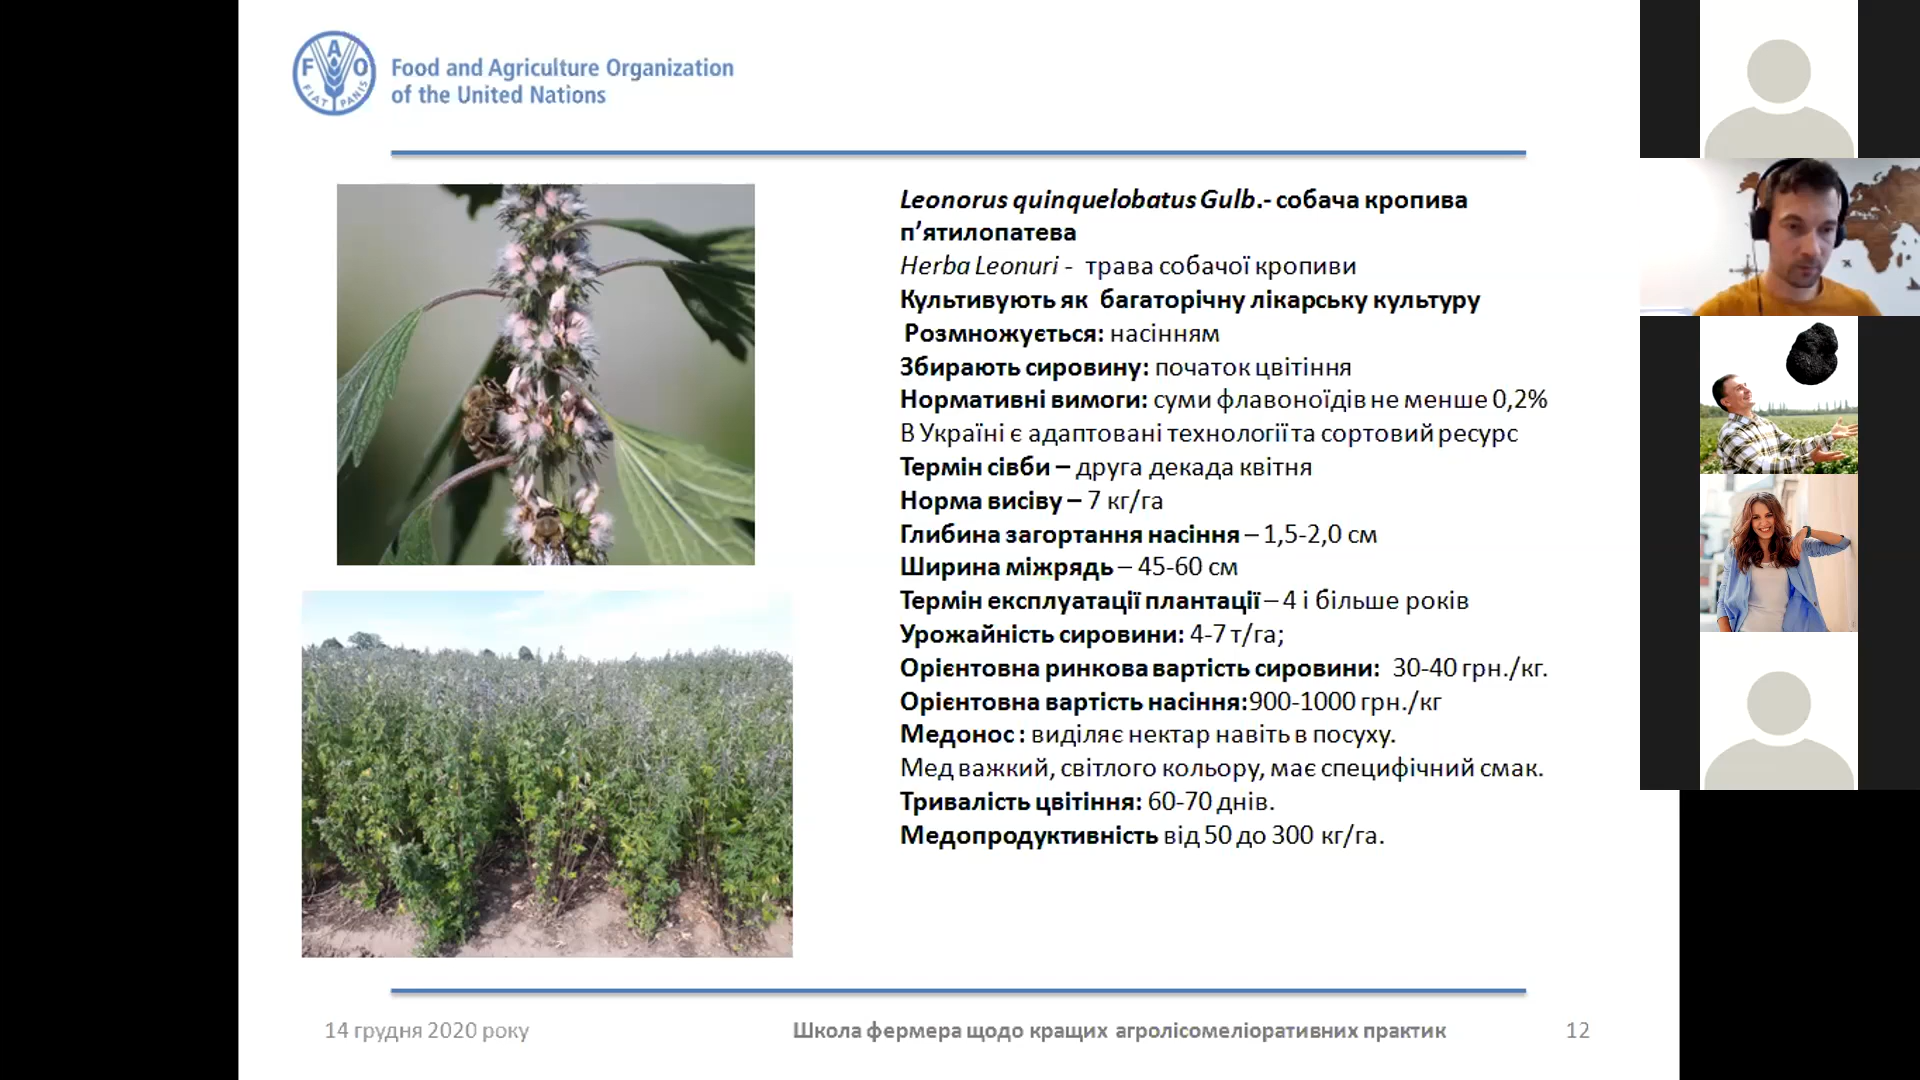 FAO
FIAT PANIS
Food and Agriculture Organization
of the United Nations
Leonorus quinquelobatus Gulb.- собача кропива
п’ятилопатева
Herba Leonuri - трава собачої кропиви
Культивують як багаторічну лікарську культуру
Розмножується: насінням
Збирають сировину: початок цвітіння
Нормативні вимоги: суми флавоноїдів не менше 0,2%
В Україні є адаптовані технології та сортовий ресурс
Термін сівби – друга декада квітня
Норма висіву – 7 кг/га
Глибина загортання насіння – 1,5-2,0 см
Ширина міжрядь – 45-60 см
Термін експлуатації плантації – 4 і більше років
Урожайність сировини: 4-7 т/га;
Орієнтовна ринкова вартість сировини: 30-40 грн./кг.
Орієнтовна вартість насіння:900-1000 грн./кг
Медонос : виділяє нектар навіть в посуху.
Мед важкий, світлого кольору, має специфічний смак.
Тривалість цвітіння: 60-70 днів.
Медопродуктивність від 50 до 300 кг/га.
14 грудня 2020 року
Школа фермера щодо кращих агролісомеліоративних практик
12